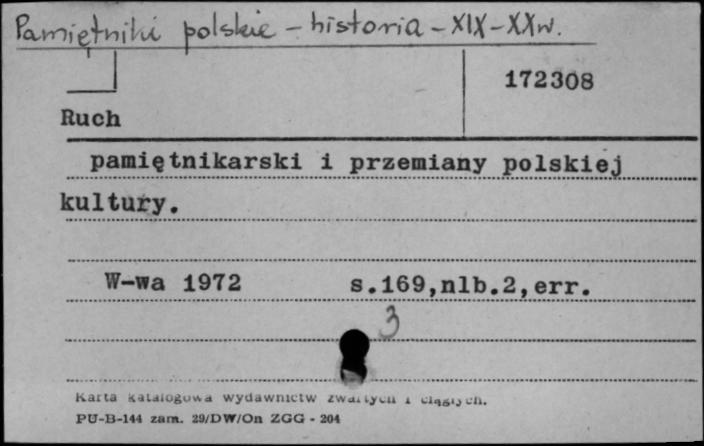 Pamiętniki polskie - historia - XIX-XXw.
172308
Ruch
pamiętnikarski i przemiany polskiej
kultury.
W-wa 1972 s.169,nlb.2,err.
3
Karta katalogowa wydawnictw zwartych i ciągłych.
PU-B-144 zam. 29/DW/On ZGG - 204